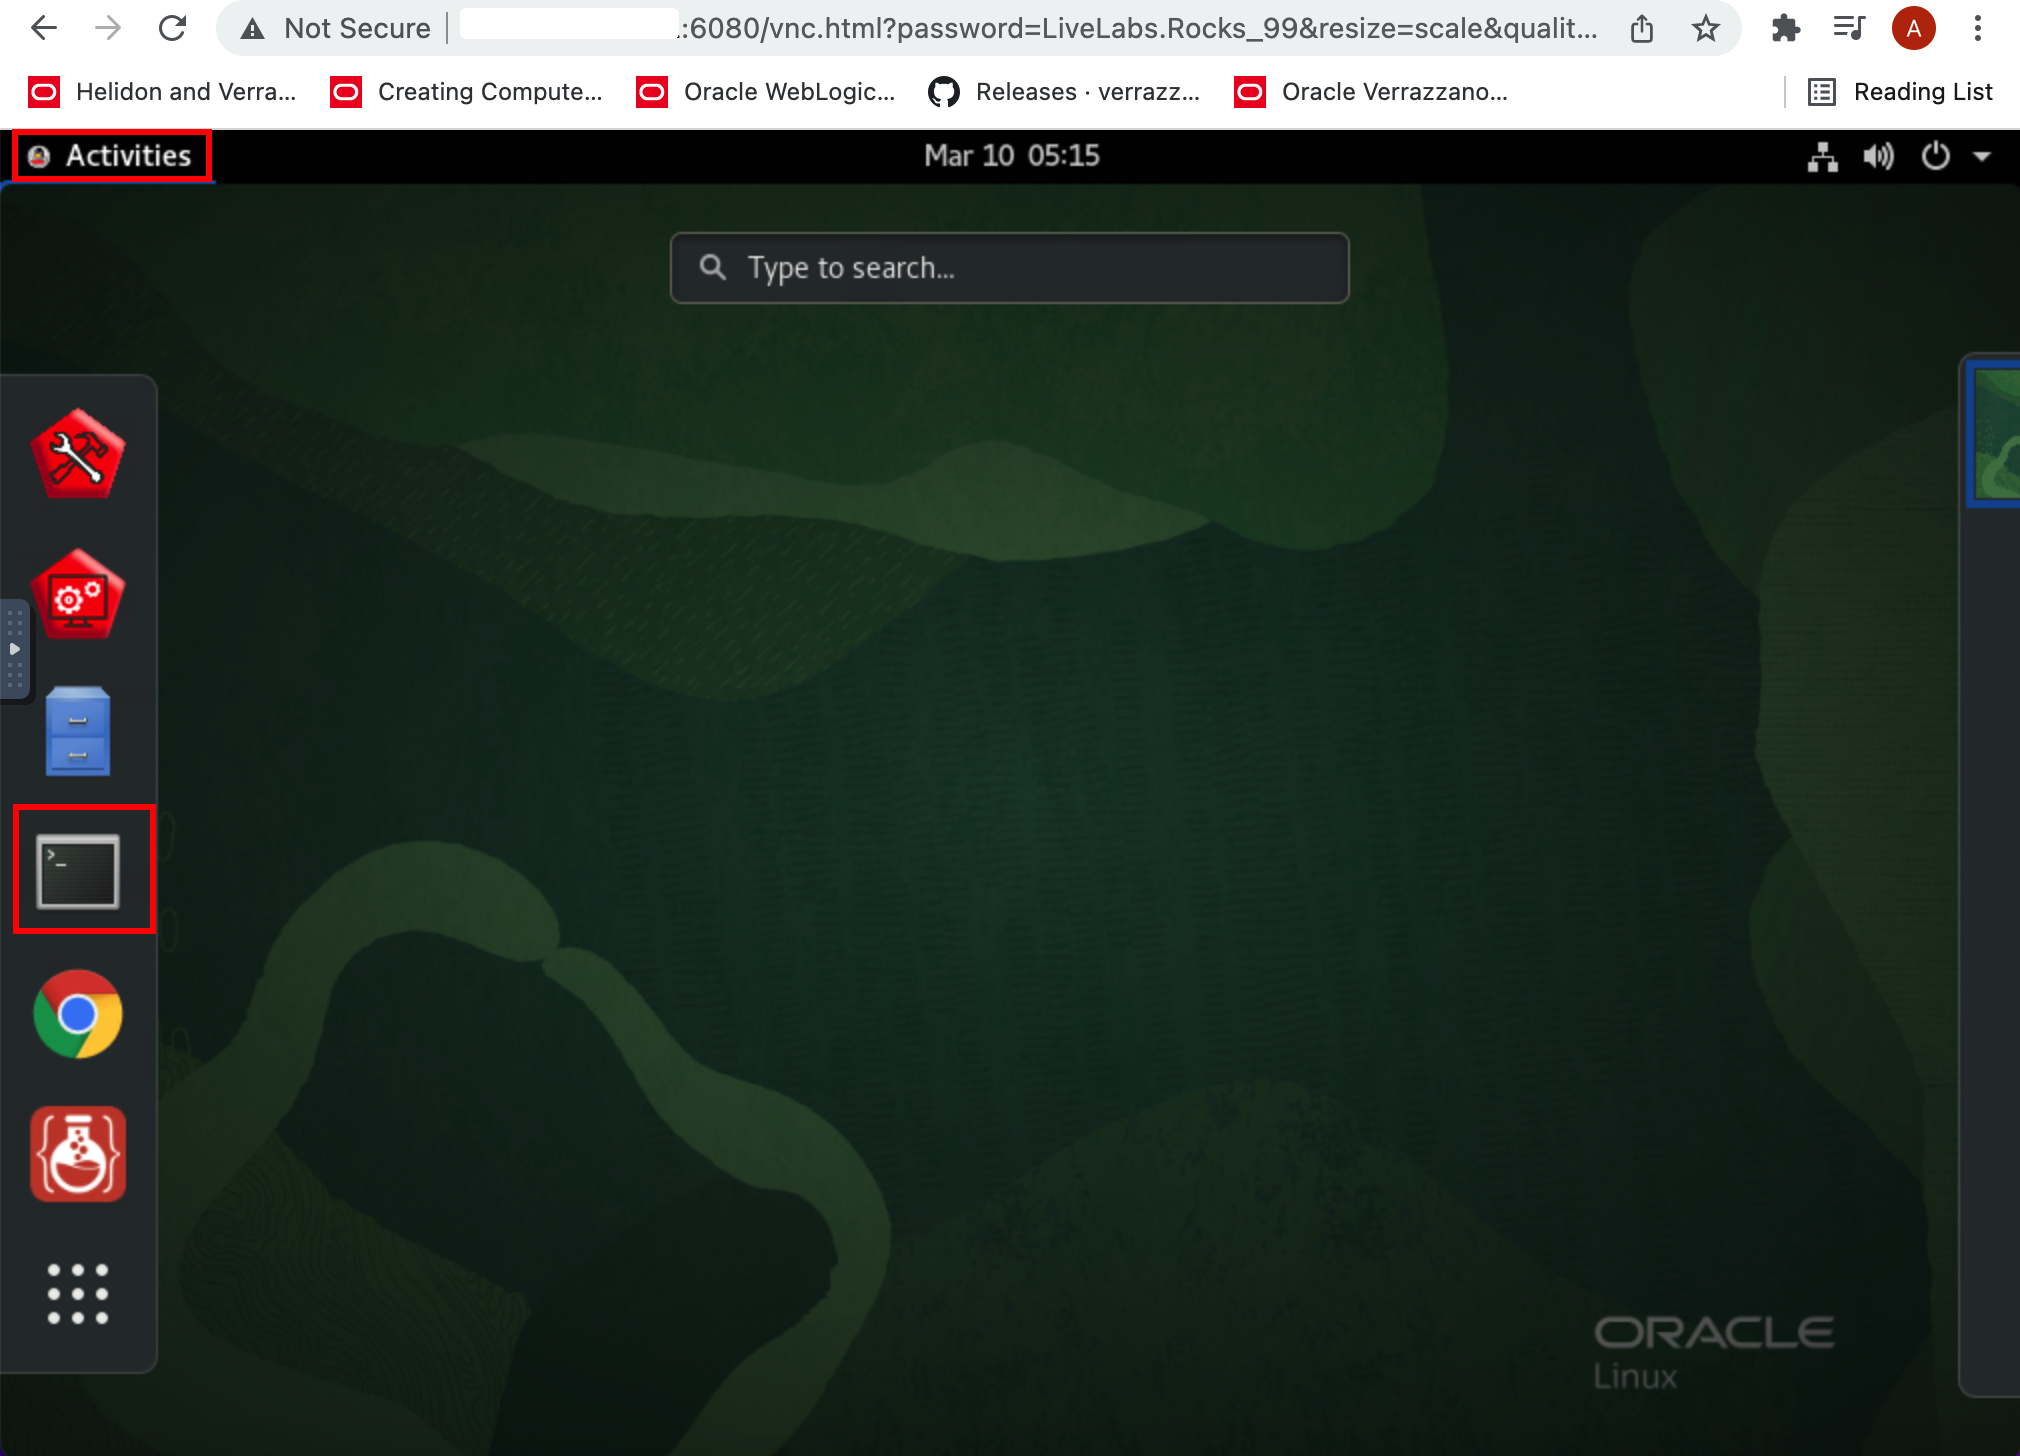 Not Secure
:6080/vnc.html?password=LiveLabs.Rocks_99&resize=scale&qualit...
A
Helidon and Verra...
Creating Compute...
Oracle WebLogic...
Releases · verrazz...
Oracle Verrazzano...
Reading List
Activities
Mar 10 05:15
Type to search...
>_
ORACLE
Linux